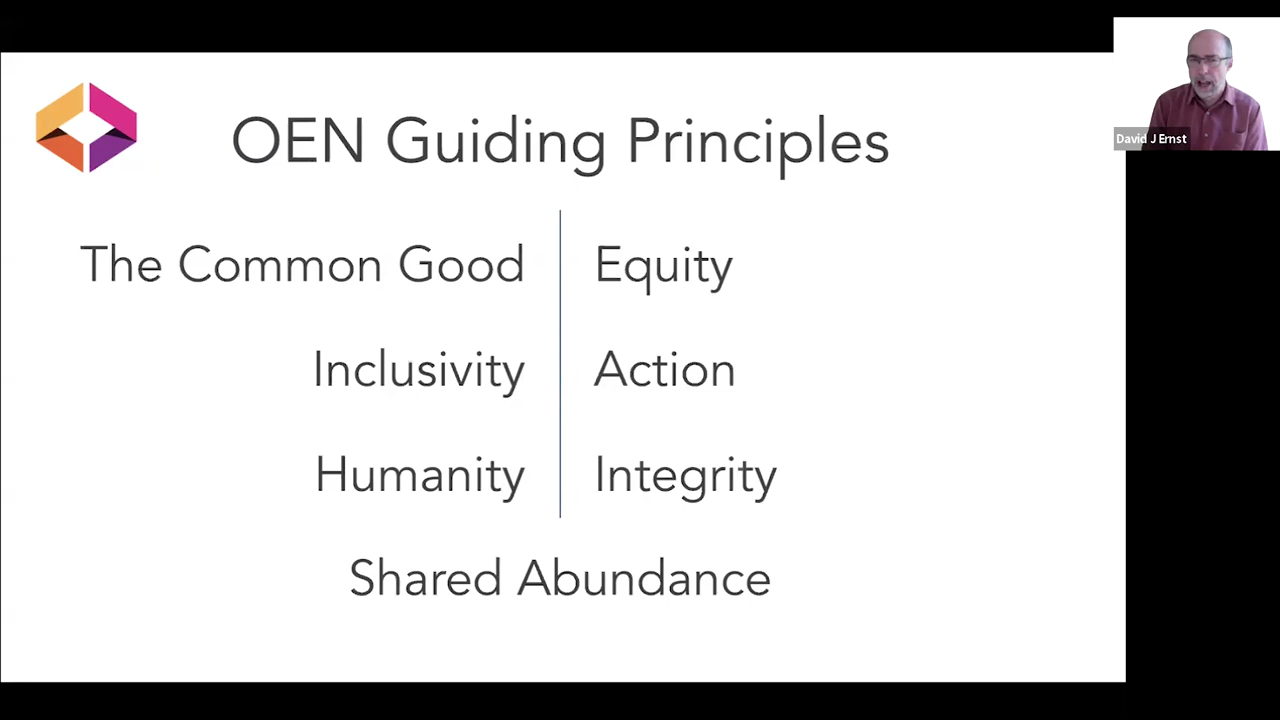 OEN Guiding Principles
The Common Good
Equity
Inclusivity
Action
Humanity
Integrity
Shared Abundance
David J Ernst